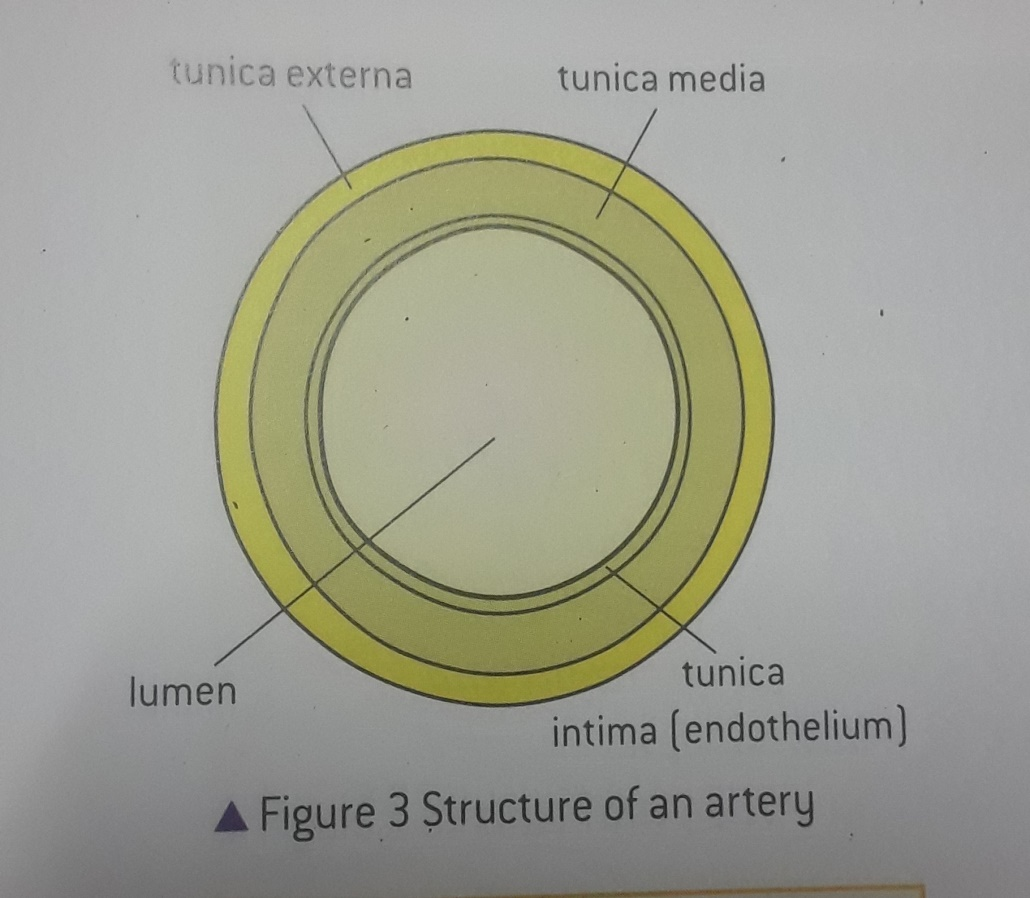 tunica externa
tunica media
lumen
tunica
intima (endothelium)
▲ Figure 3 Structure of an artery